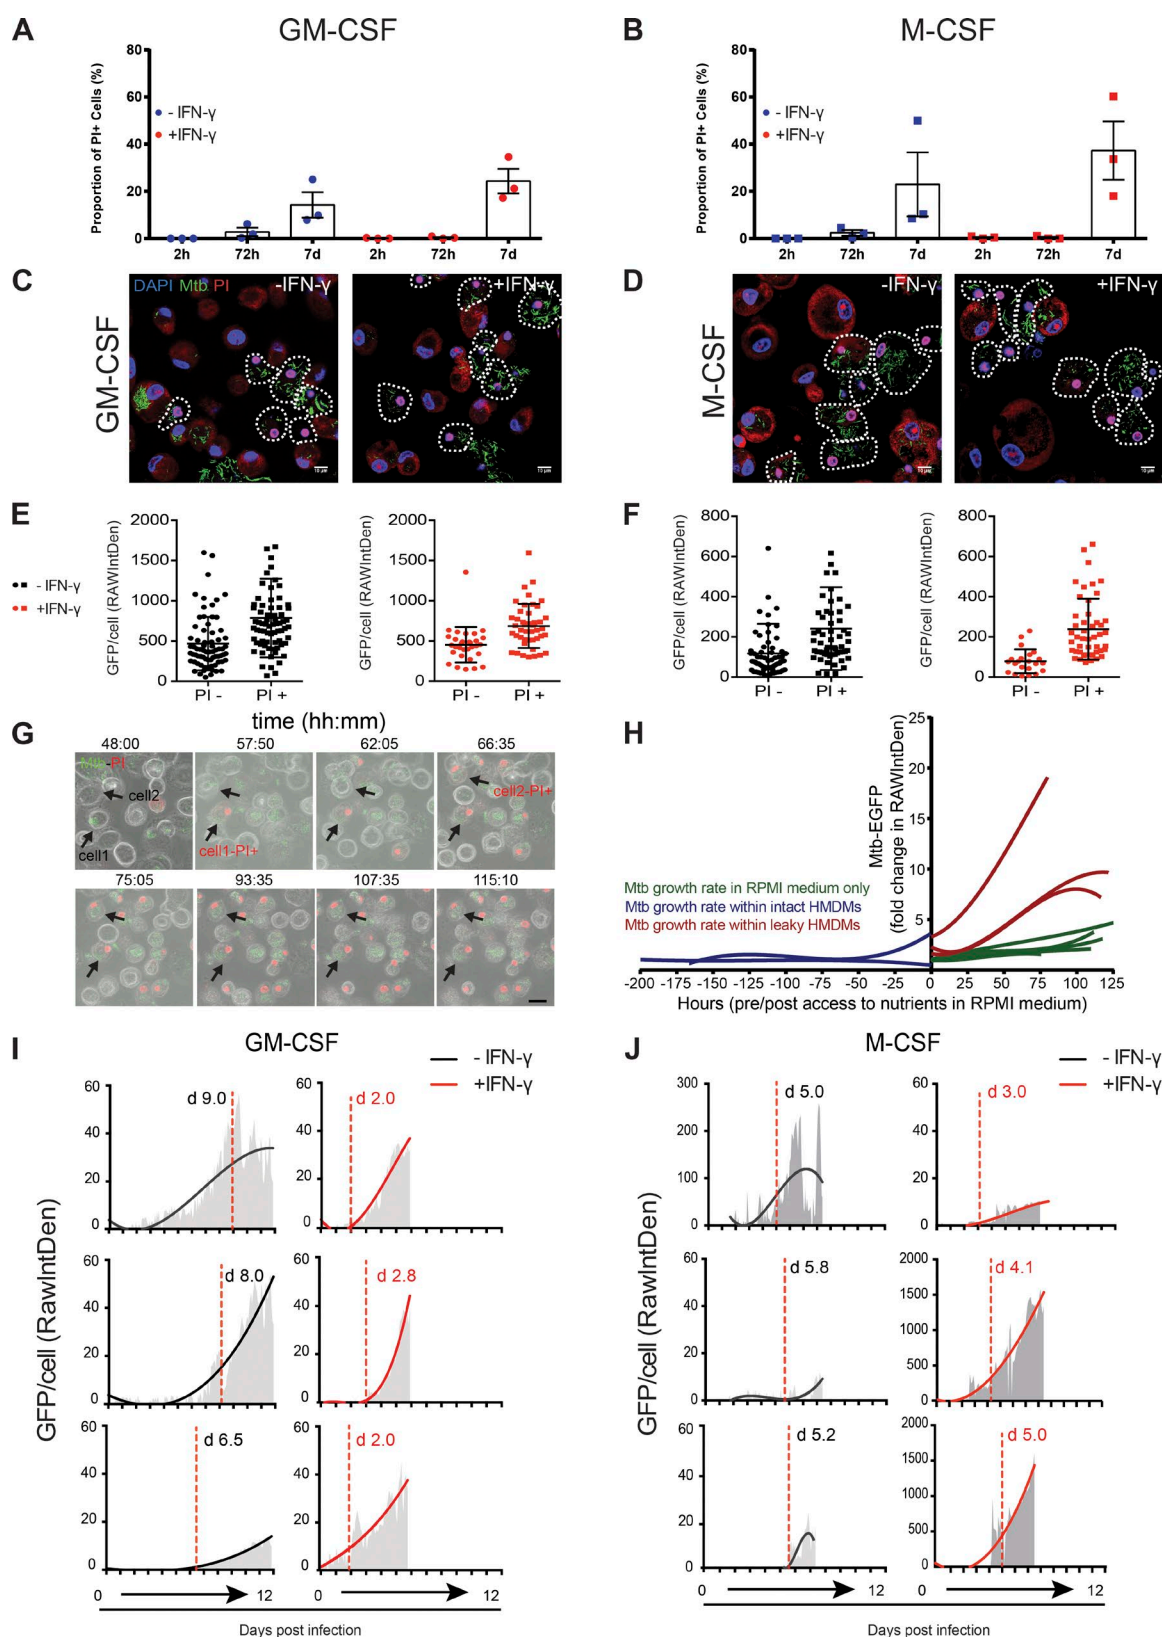 A GM-CSF
Proportion of PI+ Cells (%)
80
60
40
20
0
- IFN-γ
+IFN-γ
2h 72h 7d 2h 72h 7d
B M-CSF
Proportion of PI+ Cells (%)
80
60
40
20
0
- IFN-γ
+IFN-γ
2h 72h 7d 2h 72h 7d
C
GM-CSF
DAPI Mtb PI -IFN-γ
10 µm
+IFN-γ
10 µm
D
M-CSF
-IFN-γ
10 µm
+IFN-γ
10 µm
E
- IFN-γ
+IFN-γ
GFP/cell (RAWIntDen)
2000
1500
1000
500
0
PI - PI +
GFP/cell (RAWIntDen)
2000
1500
1000
500
0
PI - PI +
F
GFP/cell (RAWIntDen)
800
600
400
200
0
PI - PI +
GFP/cell (RAWIntDen)
800
600
400
200
0
PI - PI +
G
time (hh:mm)
48:00 57:50 62:05 66:35
Mtb-PI
cell2
cell1
cell1-PI+
cell2-PI+
75:05 93:35 107:35 115:10
H
Mtb-EGFP
(fold change in RAWIntDen)
25
20
15
10
5
Mtb growth rate in RPMI medium only
Mtb growth rate within intact HMDMs
Mtb growth rate within leaky HMDMs
-200 -175 -150 -125 -100 -75 -50 -25 0 25 50 75 100 125
Hours (pre/post access to nutrients in RPMI medium)
I GM-CSF
- IFN-γ
+IFN-γ
GFP/cell (RawIntDen)
60
40
20
0
d 9.0
60
40
20
0
d 2.0
60
40
20
0
d 8.0
60
40
20
0
d 2.8
60
40
20
0
d 6.5
60
40
20
0
d 2.0
0 12 0 12
Days post infection
J M-CSF
- IFN-γ
+IFN-γ
GFP/cell (RawIntDen)
300
200
100
0
d 5.0
60
40
20
0
d 3.0
60
40
20
0
d 5.8
2000
1500
1000
500
0
d 4.1
60
40
20
0
d 5.2
2000
1500
1000
500
0
d 5.0
0 12 0 12
Days post infection